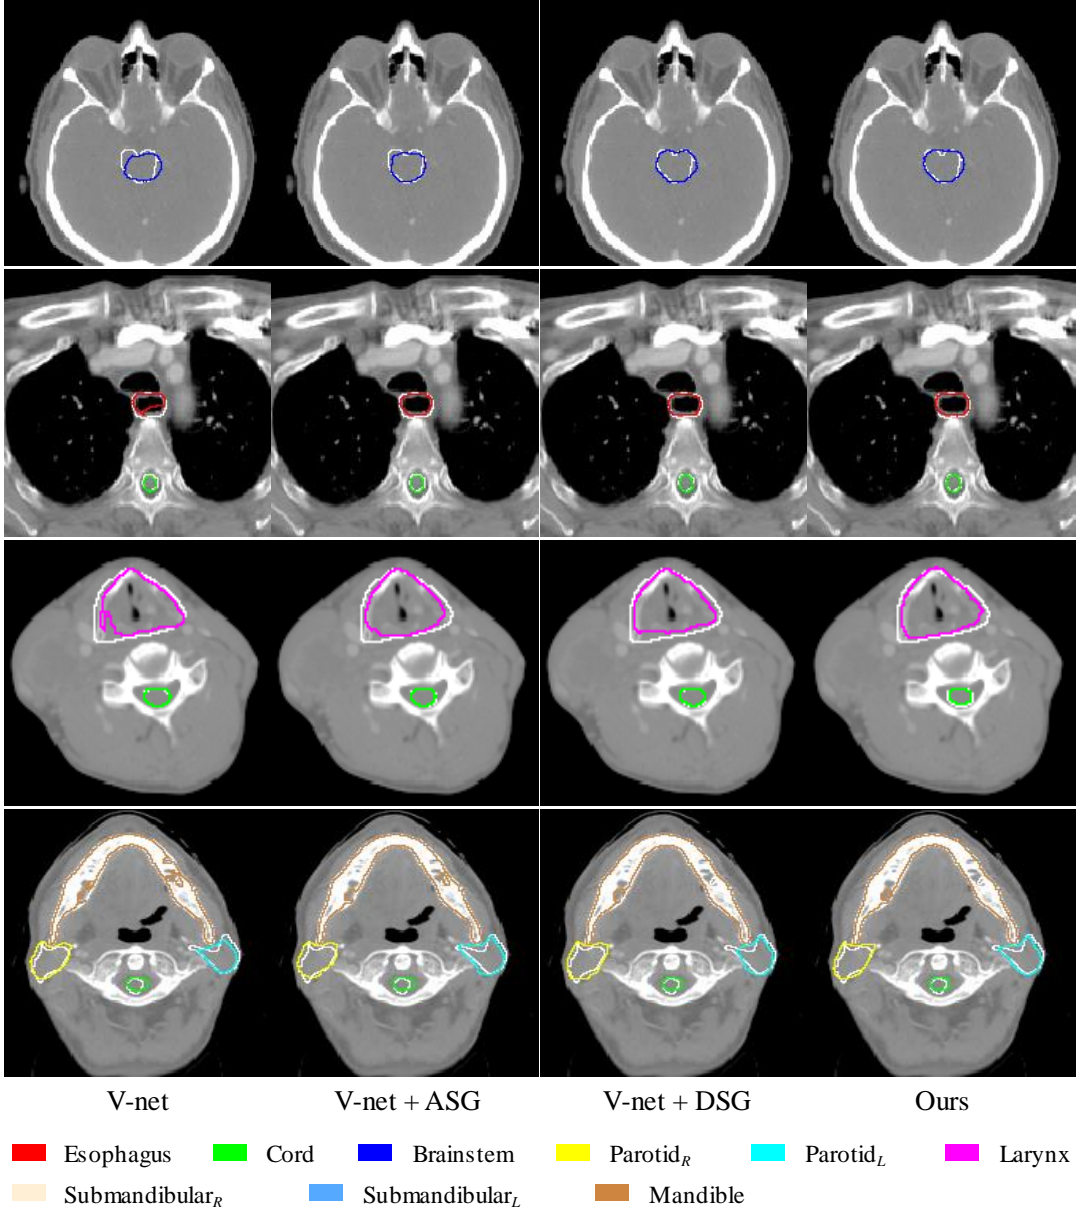 V-net V-net + ASG V-net + DSG Ours
Esophagus Cord Brainstem Parotid_R Parotid_L Larynx
Submandibular_R Submandibular_L Mandible